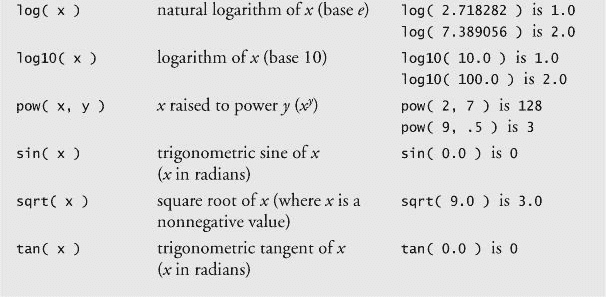 log( x ) natural logarithm of x (base e) log( 2.718282 ) is 1.0
log( 7.389056 ) is 2.0
log10( x ) logarithm of x (base 10) log10( 10.0 ) is 1.0
log10( 100.0 ) is 2.0
pow( x, y ) x raised to power y (xʸ) pow( 2, 7 ) is 128
pow( 9, .5 ) is 3
sin( x ) trigonometric sine of x sin( 0.0 ) is 0
(x in radians)
sqrt( x ) square root of x (where x is a sqrt( 9.0 ) is 3.0
nonnegative value)
tan( x ) trigonometric tangent of x tan( 0.0 ) is 0
(x in radians)